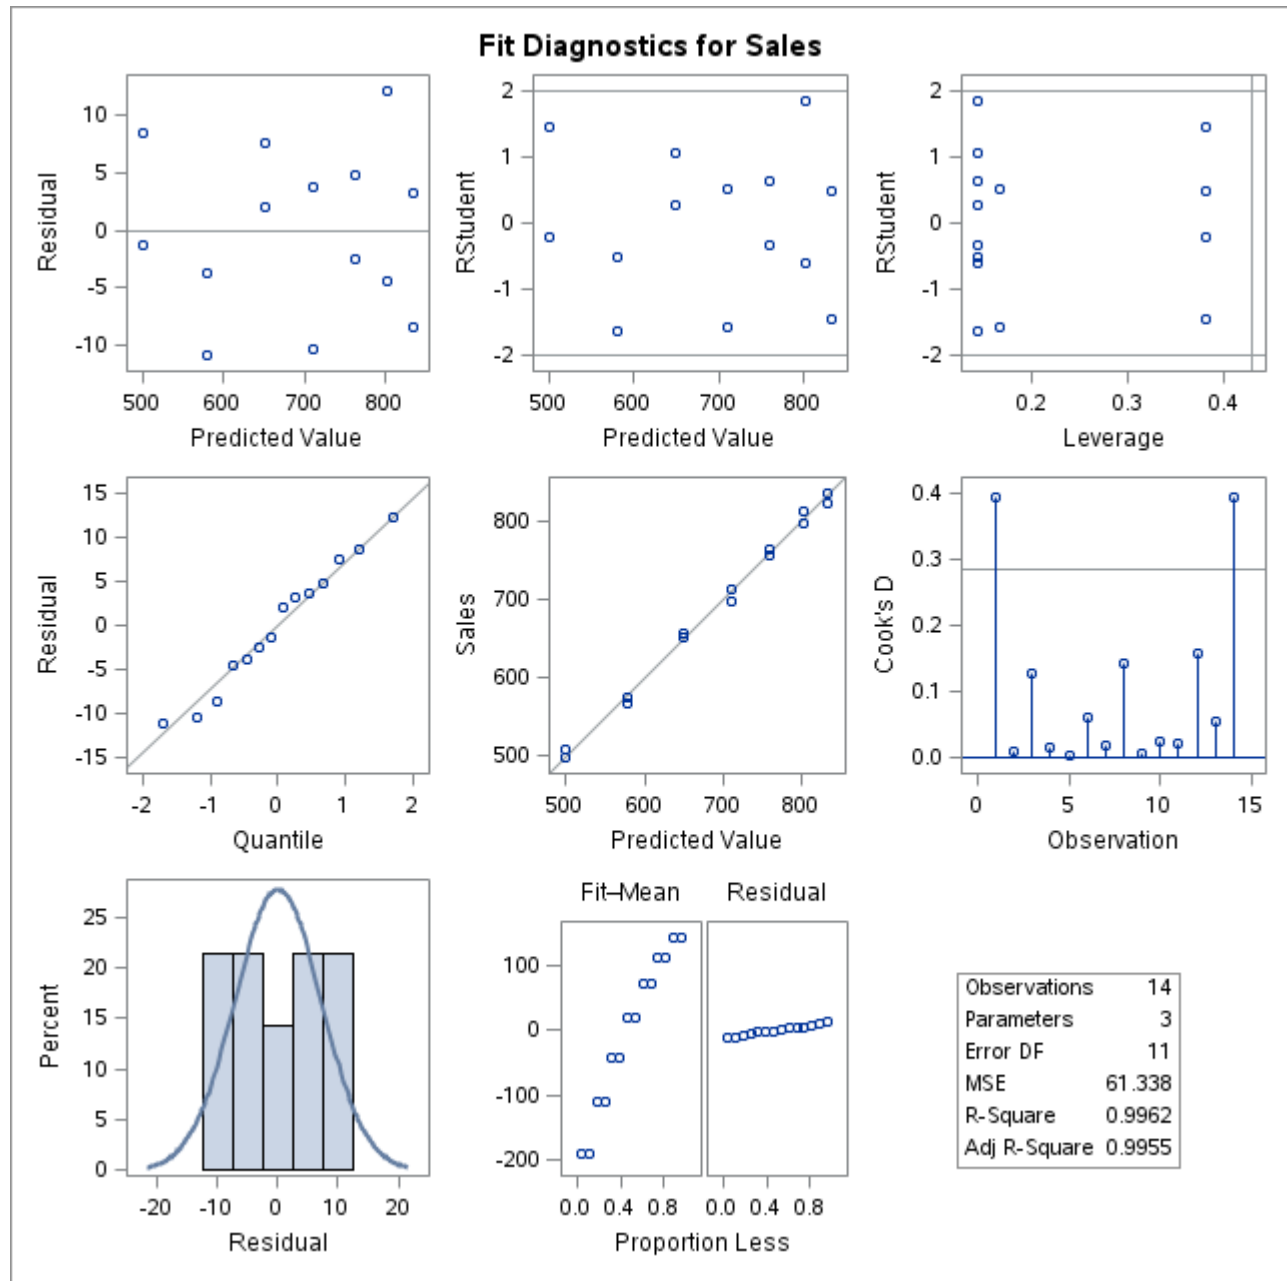 Fit Diagnostics for Sales
10
5
0
-5
-10
Residual
500 600 700 800
Predicted Value
2
1
0
-1
-2
RStudent
500 600 700 800
Predicted Value
2
1
0
-1
-2
RStudent
0.2 0.3 0.4
Leverage
15
10
5
0
-5
-10
-15
Residual
-2 -1 0 1 2
Quantile
800
700
600
500
Sales
500 600 700 800
Predicted Value
0.4
0.3
0.2
0.1
0.0
Cook's D
0 5 10 15
Observation
25
20
15
10
5
0
Percent
-20 -10 0 10 20
Residual
Fit–Mean Residual
100
0
-100
-200
0.0 0.4 0.8 0.0 0.4 0.8
Proportion Less
Observations 14
Parameters 3
Error DF 11
MSE 61.338
R-Square 0.9962
Adj R-Square 0.9955